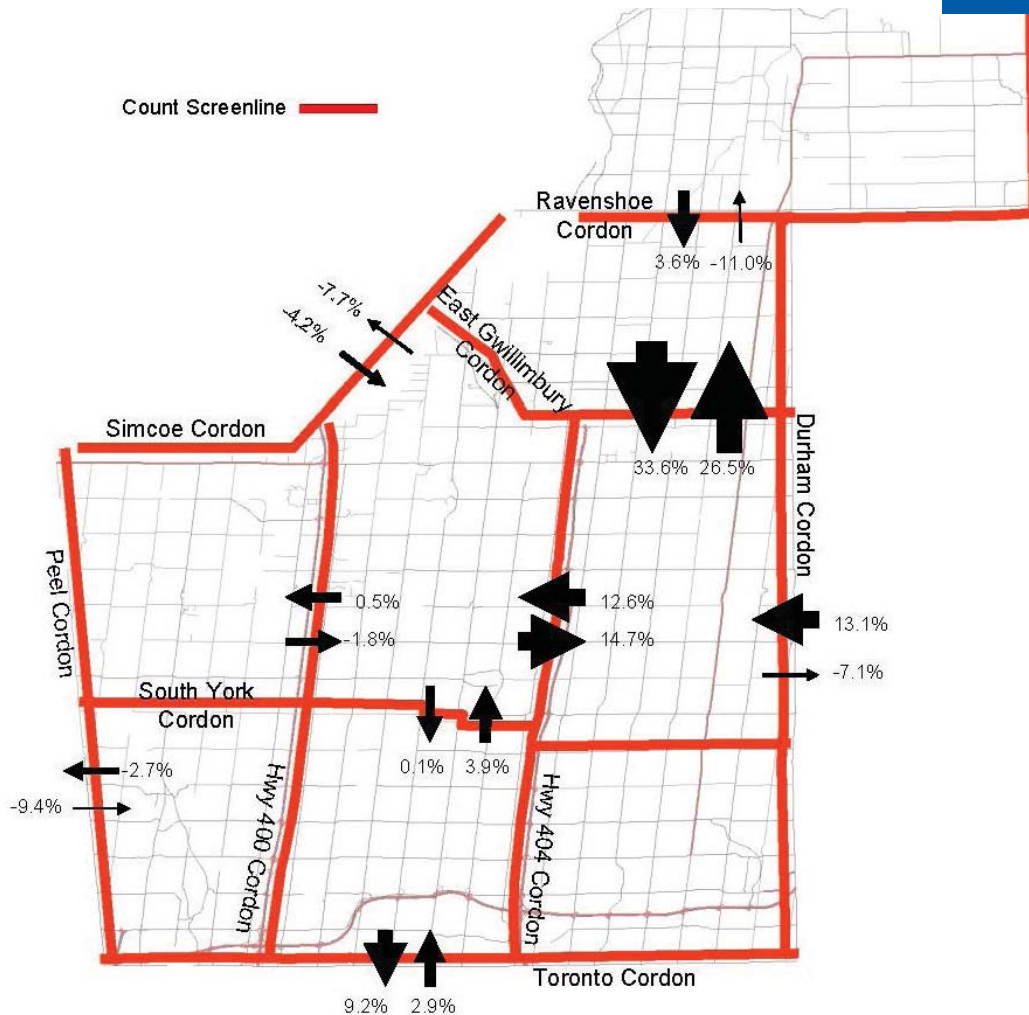 Count Screenline
Ravenshoe
Cordon
3.6% -11.0%
-7.7%
-4.2%
East Gwillimbury
Cordon
Simcoe Cordon
33.6% 26.5%
Durham Cordon
Peel Cordon
0.5%
-1.8%
12.6%
14.7%
13.1%
-7.1%
South York
Cordon
0.1% 3.9%
-2.7%
-9.4%
Hwy 400 Cordon
Hwy 404 Cordon
Toronto Cordon
9.2% 2.9%